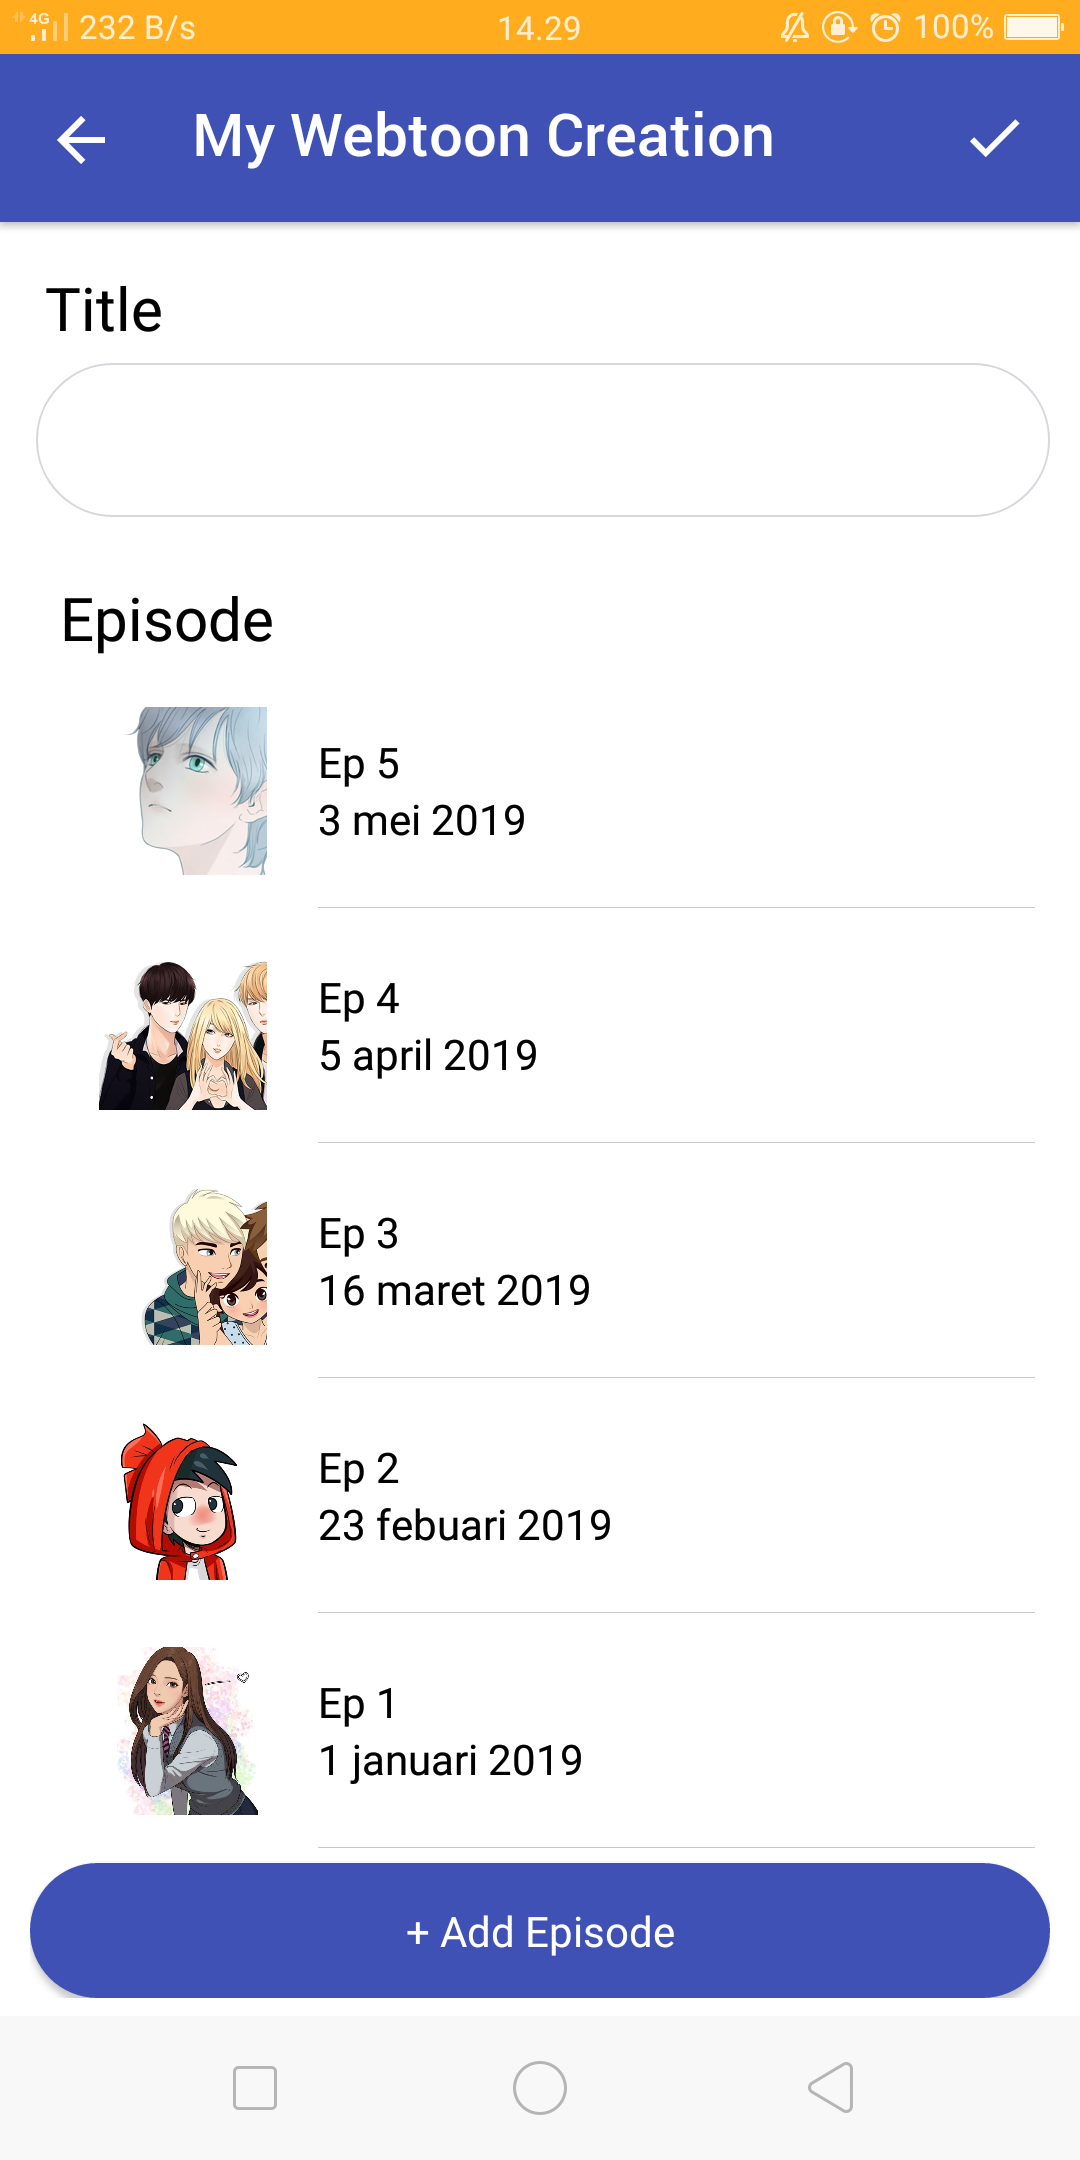 4G 232 B/s 14.29 100%
My Webtoon Creation
Title
Episode
Ep 5
3 mei 2019
Ep 4
5 april 2019
Ep 3
16 maret 2019
Ep 2
23 febuari 2019
Ep 1
1 januari 2019
+ Add Episode